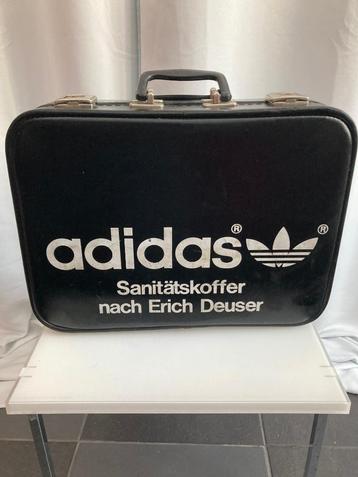 adidas® ®
Sanitätskoffer
nach Erich Deuser